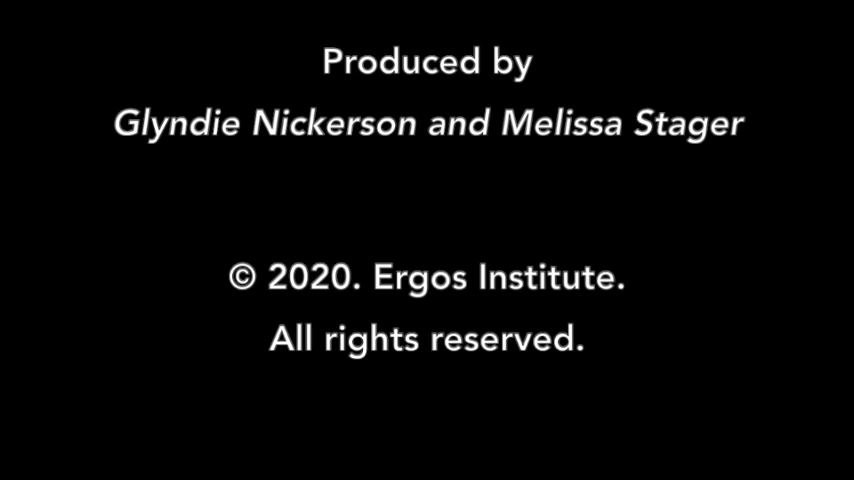 Produced by
Glyndie Nickerson and Melissa Stager
© 2020. Ergos Institute.
All rights reserved.